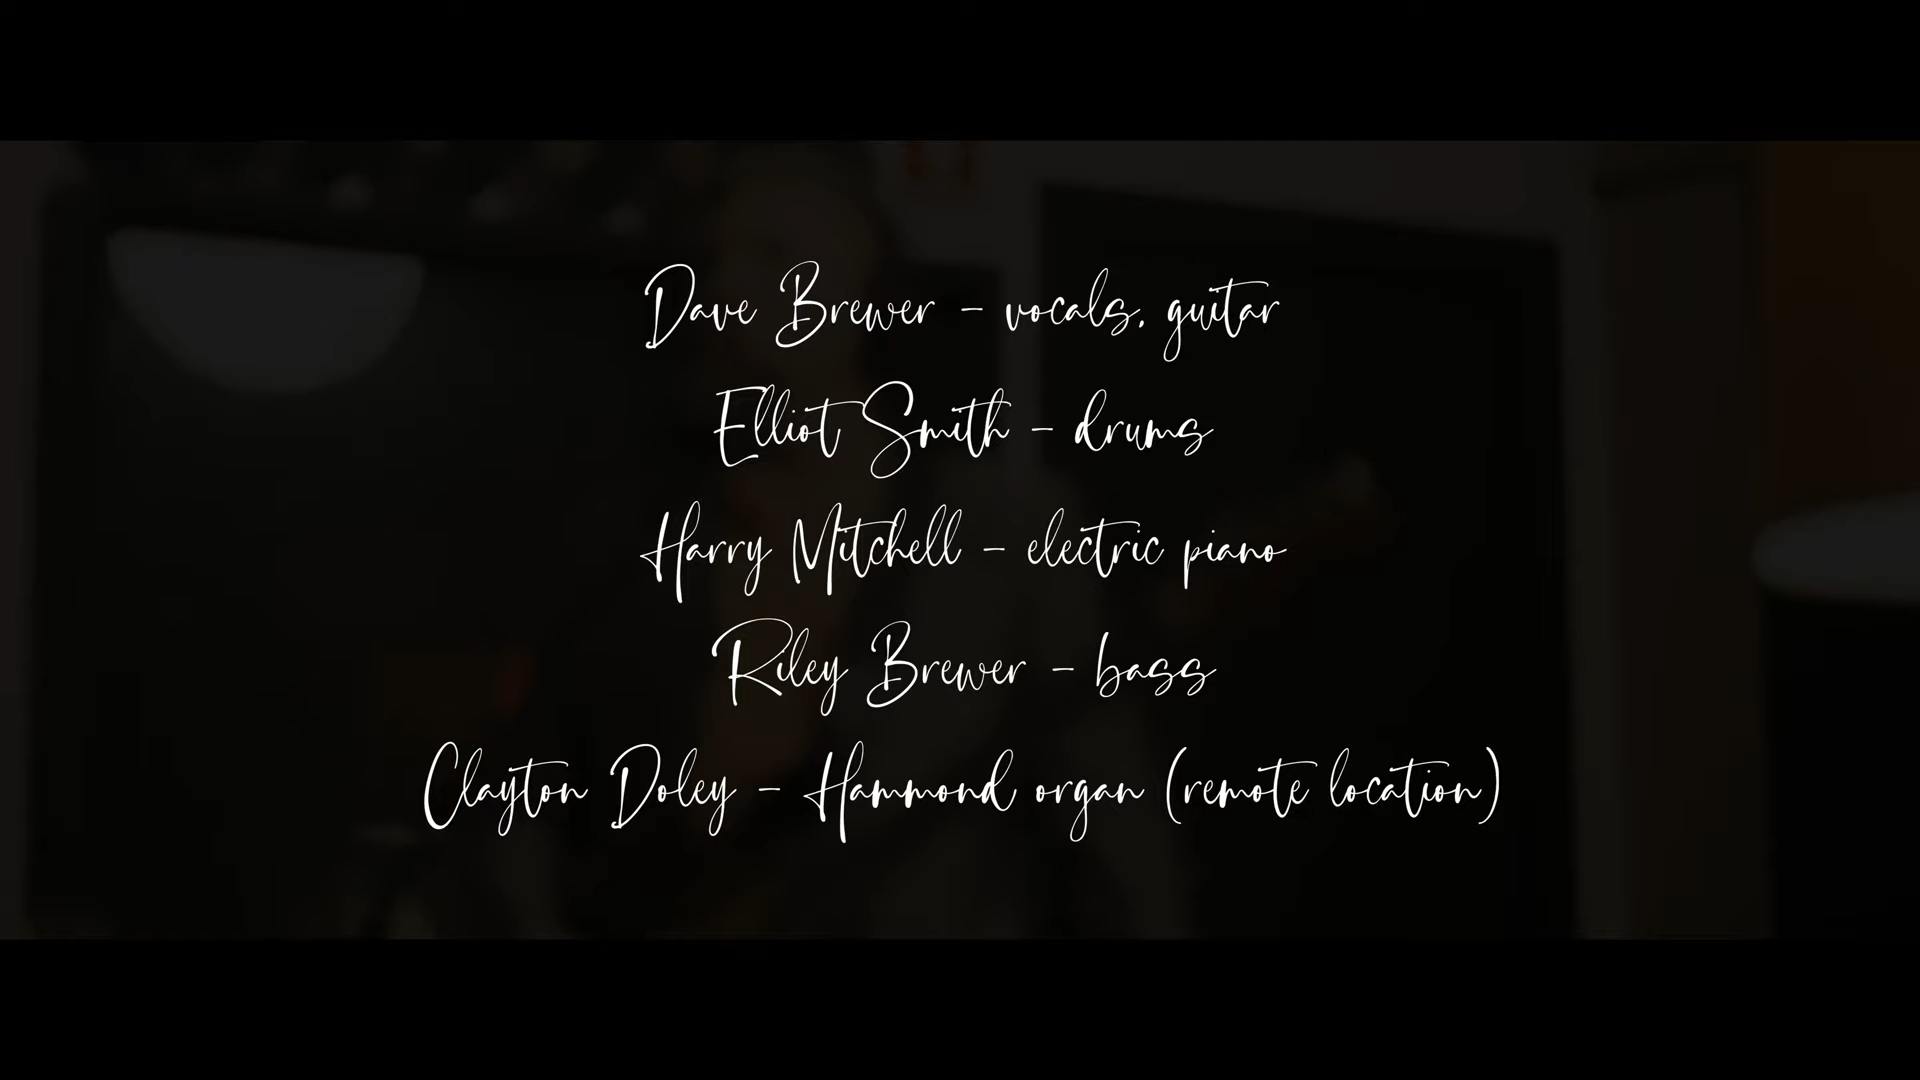 Dave Brewer - vocals, guitar
Elliot Smith - drums
Harry Mitchell - electric piano
Riley Brewer - bass
Clayton Doley - Hammond organ (remote location)